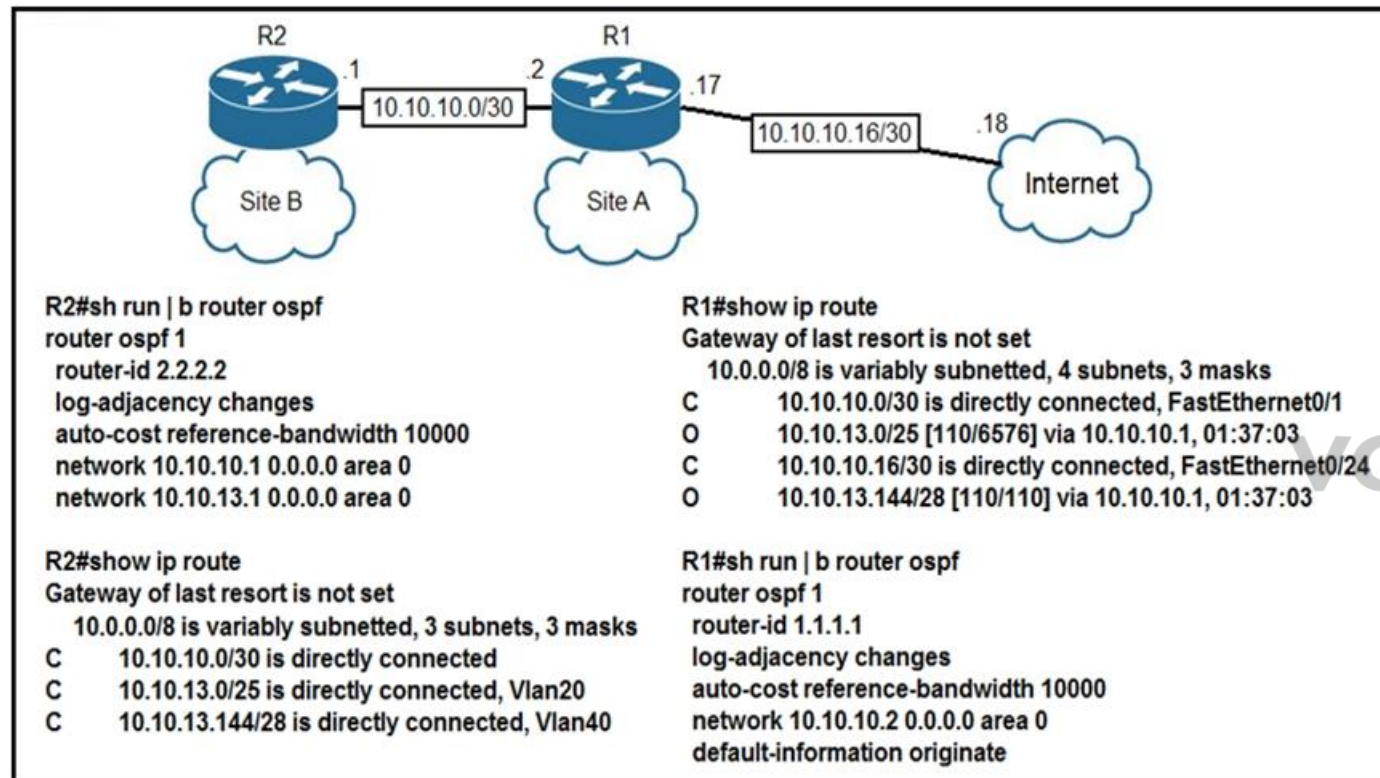 R2
R1
.1
.2
.17
10.10.10.0/30
10.10.10.16/30
.18
Site B
Site A
Internet
R2#sh run | b router ospf
router ospf 1
router-id 2.2.2.2
log-adjacency changes
auto-cost reference-bandwidth 10000
network 10.10.10.1 0.0.0.0 area 0
network 10.10.13.1 0.0.0.0 area 0
R2#show ip route
Gateway of last resort is not set
10.0.0.0/8 is variably subnetted, 3 subnets, 3 masks
C 10.10.10.0/30 is directly connected
C 10.10.13.0/25 is directly connected, Vlan20
C 10.10.13.144/28 is directly connected, Vlan40
R1#show ip route
Gateway of last resort is not set
10.0.0.0/8 is variably subnetted, 4 subnets, 3 masks
C 10.10.10.0/30 is directly connected, FastEthernet0/1
O 10.10.13.0/25 [110/6576] via 10.10.10.1, 01:37:03
C 10.10.10.16/30 is directly connected, FastEthernet0/24
O 10.10.13.144/28 [110/110] via 10.10.10.1, 01:37:03
R1#sh run | b router ospf
router ospf 1
router-id 1.1.1.1
log-adjacency changes
auto-cost reference-bandwidth 10000
network 10.10.10.2 0.0.0.0 area 0
default-information originate